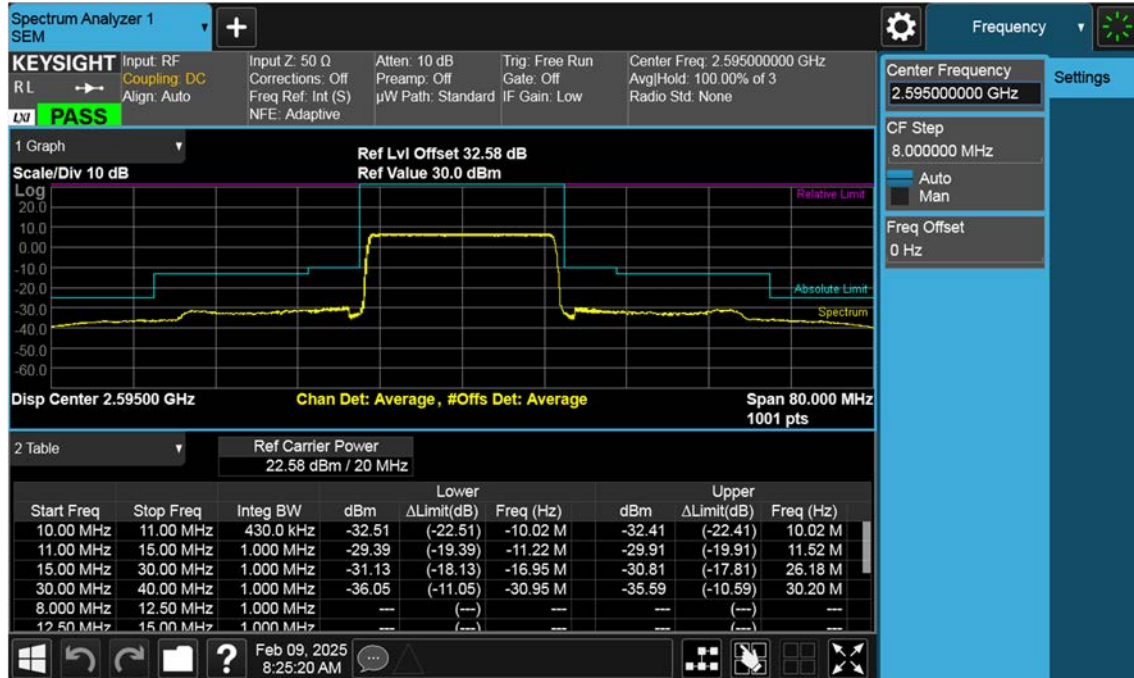 Spectrum Analyzer 1
SEM
+
Frequency
KEYSIGHT
R L
LXI PASS
Input: RF
Coupling: DC
Align: Auto
Input Z: 50 Ω
Corrections: Off
Freq Ref: Int (S)
NFE: Adaptive
Atten: 10 dB
Preamp: Off
µW Path: Standard
Trig: Free Run
Gate: Off
IF Gain: Low
Center Freq: 2.595000000 GHz
Avg|Hold: 100.00% of 3
Radio Std: None
Center Frequency
2.595000000 GHz
Settings
CF Step
8.000000 MHz
Auto
Man
Freq Offset
0 Hz
1 Graph
Scale/Div 10 dB
Ref Lvl Offset 32.58 dB
Ref Value 30.0 dBm
Log
Relative Limit
20.0
10.0
0.00
-10.0
-20.0
Absolute Limit
-30.0
Spectrum
-40.0
-50.0
-60.0
Disp Center 2.59500 GHz
Chan Det: Average, #Offs Det: Average
Span 80.000 MHz
1001 pts
2 Table
Ref Carrier Power
22.58 dBm / 20 MHz
Lower Upper
Start Freq Stop Freq Integ BW dBm ΔLimit(dB) Freq (Hz) dBm ΔLimit(dB) Freq (Hz)
10.00 MHz 11.00 MHz 430.0 kHz -32.51 (-22.51) -10.02 M -32.41 (-22.41) 10.02 M
11.00 MHz 15.00 MHz 1.000 MHz -29.39 (-19.39) -11.22 M -29.91 (-19.91) 11.52 M
15.00 MHz 30.00 MHz 1.000 MHz -31.13 (-18.13) -16.95 M -30.81 (-17.81) 26.18 M
30.00 MHz 40.00 MHz 1.000 MHz -36.05 (-11.05) -30.95 M -35.59 (-10.59) 30.20 M
8.000 MHz 12.50 MHz 1.000 MHz --- (---) --- --- (---) ---
12.50 MHz 15.00 MHz 1.000 MHz --- (---) --- --- (---) ---
?
Feb 09, 2025
8:25:20 AM